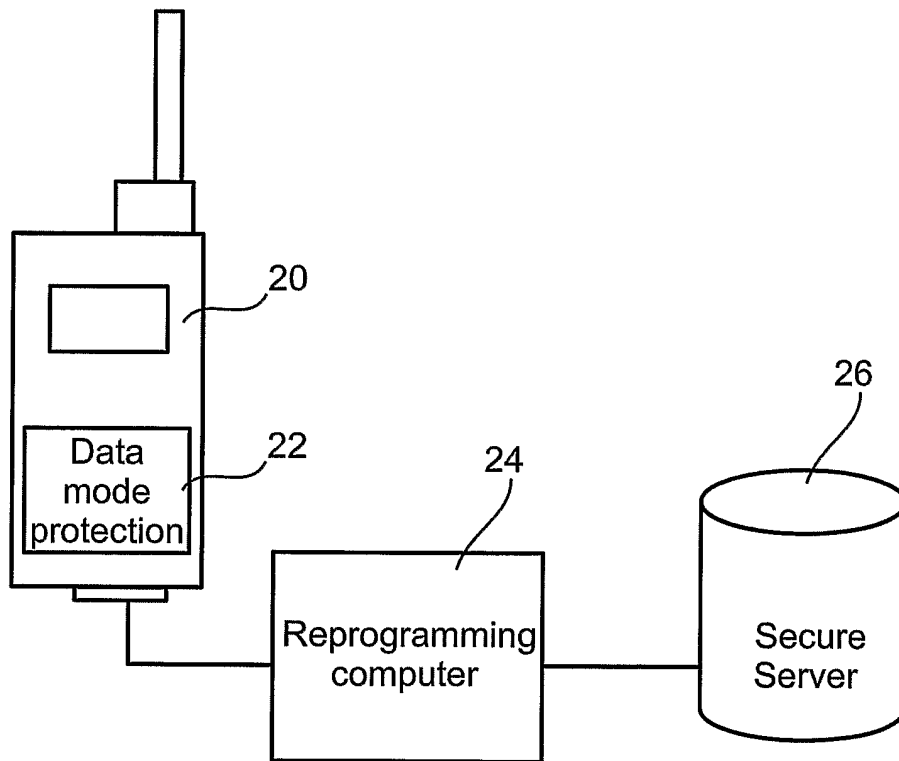 20
Data
mode
protection
22
24
Reprogramming
computer
26
Secure
Server